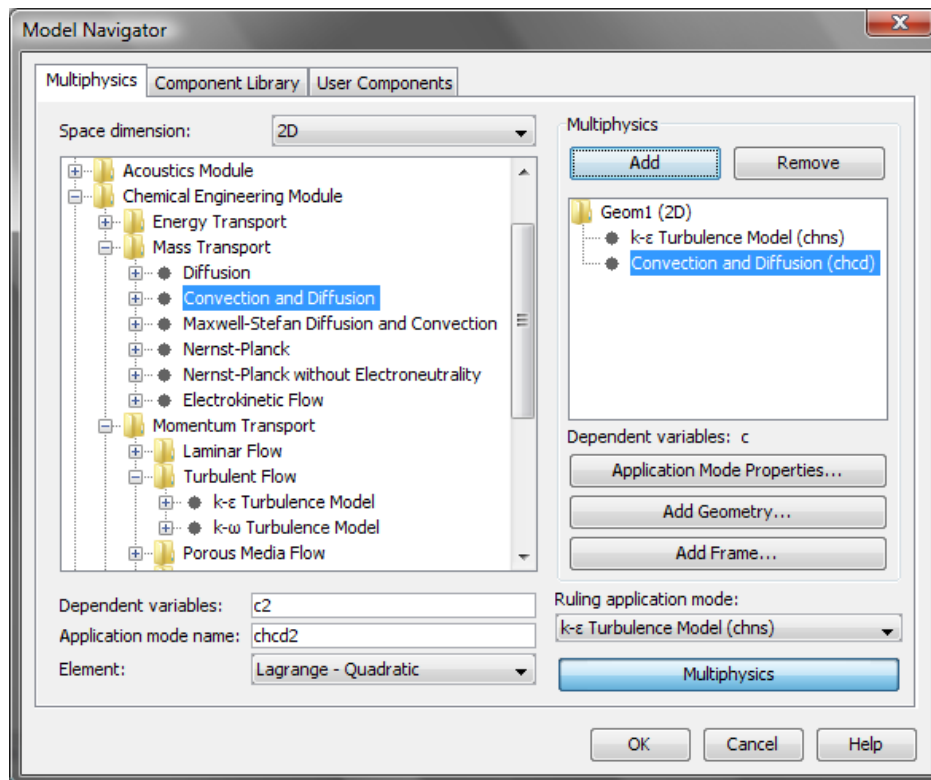 Model Navigator
Multiphysics
Component Library
User Components
Space dimension:
2D
Acoustics Module
Chemical Engineering Module
Energy Transport
Mass Transport
Diffusion
Convection and Diffusion
Maxwell-Stefan Diffusion and Convection
Nernst-Planck
Nernst-Planck without Electroneutrality
Electrokinetic Flow
Momentum Transport
Laminar Flow
Turbulent Flow
k-ε Turbulence Model
k-ω Turbulence Model
Porous Media Flow
Dependent variables:
c2
Application mode name:
chcd2
Element:
Lagrange - Quadratic
Multiphysics
Add
Remove
Geom1 (2D)
k-ε Turbulence Model (chns)
Convection and Diffusion (chcd)
Dependent variables: c
Application Mode Properties...
Add Geometry...
Add Frame...
Ruling application mode:
k-ε Turbulence Model (chns)
Multiphysics
OK
Cancel
Help